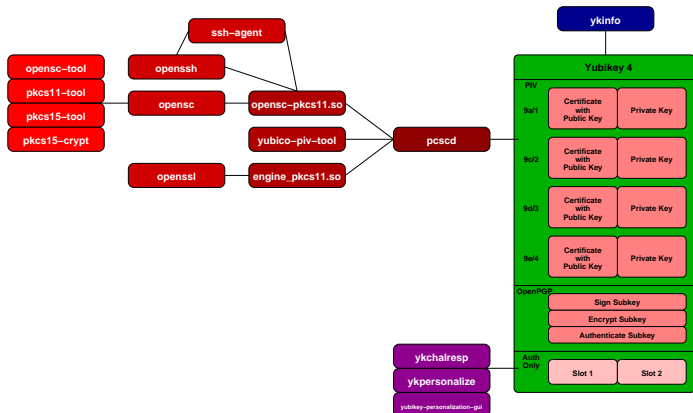 ykinfo
ssh-agent
opensc-tool
openssh
Yubikey 4
pkcs11-tool
opensc
opensc-pkcs11.so
pkcs15-tool
pkcs15-crypt
yubico-piv-tool
pcscd
openssl
engine_pkcs11.so
PIV
9a/1
Certificate
with
Public Key
Private Key
9c/2
Certificate
with
Public Key
Private Key
9d/3
Certificate
with
Public Key
Private Key
9e/4
Certificate
with
Public Key
Private Key
OpenPGP
Sign Subkey
Encrypt Subkey
Authenticate Subkey
Auth
Only
Slot 1
Slot 2
ykchalresp
ykpersonalize
yubikey-personalization-gui